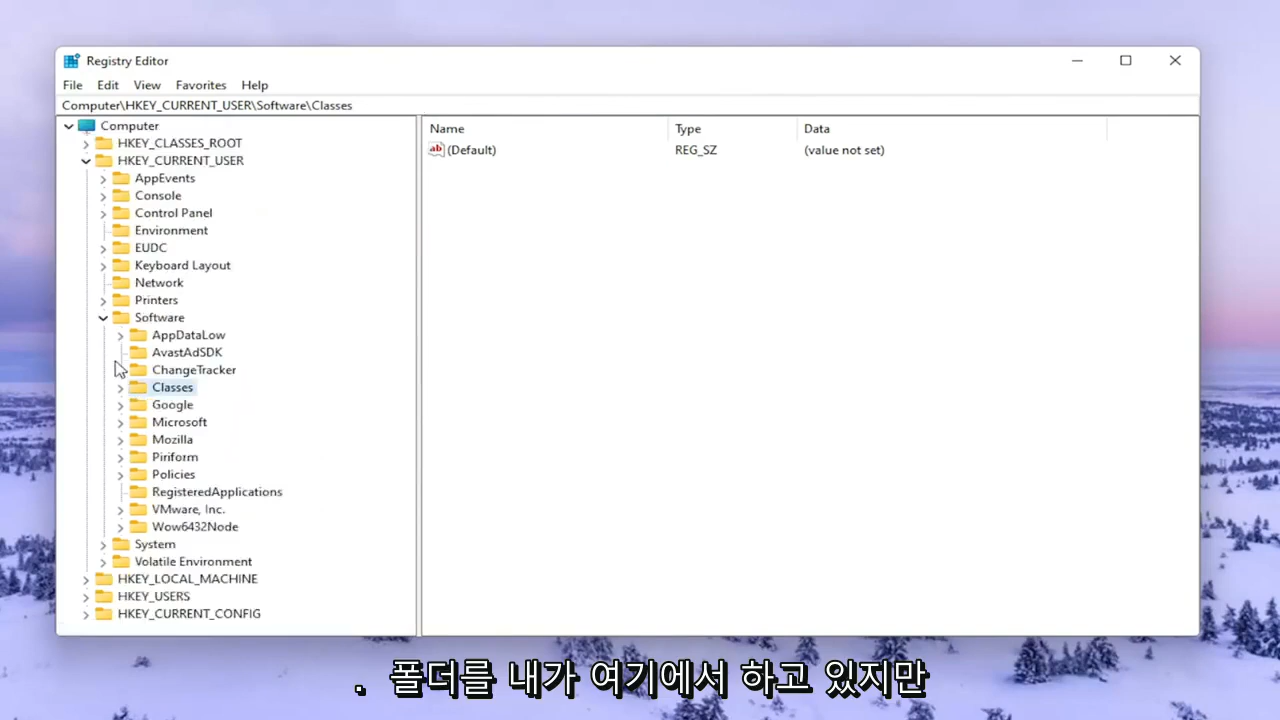 Registry Editor
File Edit View Favorites Help
Computer\HKEY_CURRENT_USER\Software\Classes
Computer
HKEY_CLASSES_ROOT
HKEY_CURRENT_USER
AppEvents
Console
Control Panel
Environment
EUDC
Keyboard Layout
Network
Printers
Software
AppDataLow
AvastAdSDK
ChangeTracker
Classes
Google
Microsoft
Mozilla
Piriform
Policies
RegisteredApplications
VMware, Inc.
Wow6432Node
System
Volatile Environment
HKEY_LOCAL_MACHINE
HKEY_USERS
HKEY_CURRENT_CONFIG
Name Type Data
ab (Default) REG_SZ (value not set)
. 폴더를 내가 여기에서 하고 있지만